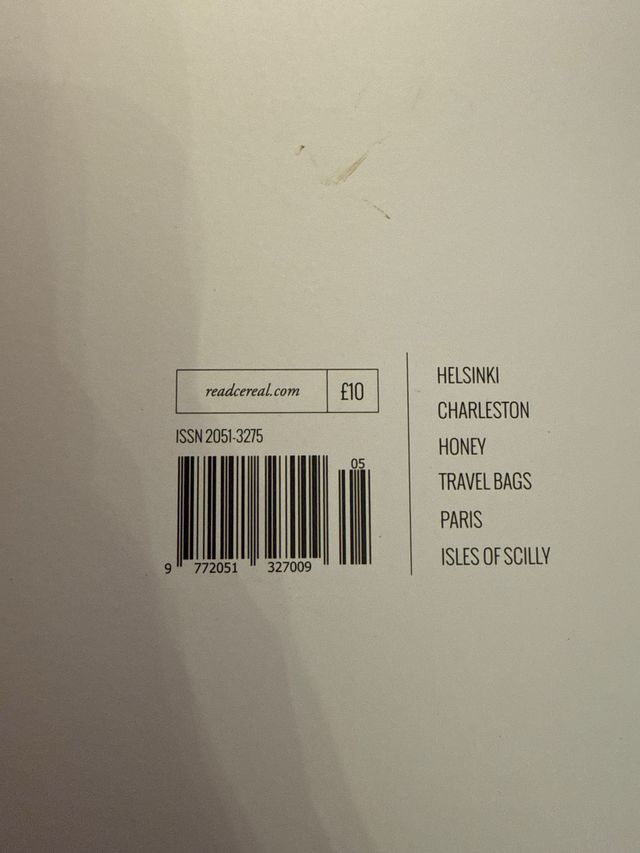 readcereal.com
£10
ISSN 2051-3275
05
9 772051 327009
HELSINKI
CHARLESTON
HONEY
TRAVEL BAGS
PARIS
ISLES OF SCILLY